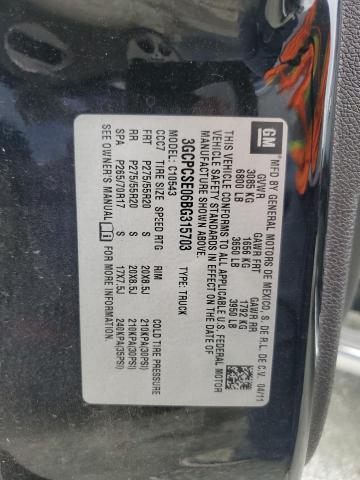 GM
MFD BY GENERAL MOTORS DE MEXICO, S. DE R.L. DE C.V. 04/11
GVWR GAWR FRT GAWR RR
3085 KG 1656 KG 1792 KG
6800 LB 3650 LB 3950 LB
THIS VEHICLE CONFORMS TO ALL APPLICABLE U.S. FEDERAL MOTOR
VEHICLE SAFETY STANDARDS IN EFFECT ON THE DATE OF
MANUFACTURE SHOWN ABOVE.
3GCPCSE06BG315703 TYPE: TRUCK
C10543
CCC7 TIRE SIZE SPEED RTG RIM COLD TIRE PRESSURE
FRT P275/55R20 S 20X8.5J 210KPA(30PSI)
RR P275/55R20 S 20X8.5J 210KPA(30PSI)
SPA P265/70R17 S 17X7.5J 240KPA(35PSI)
SEE OWNER'S MANUAL i FOR MORE INFORMATION.